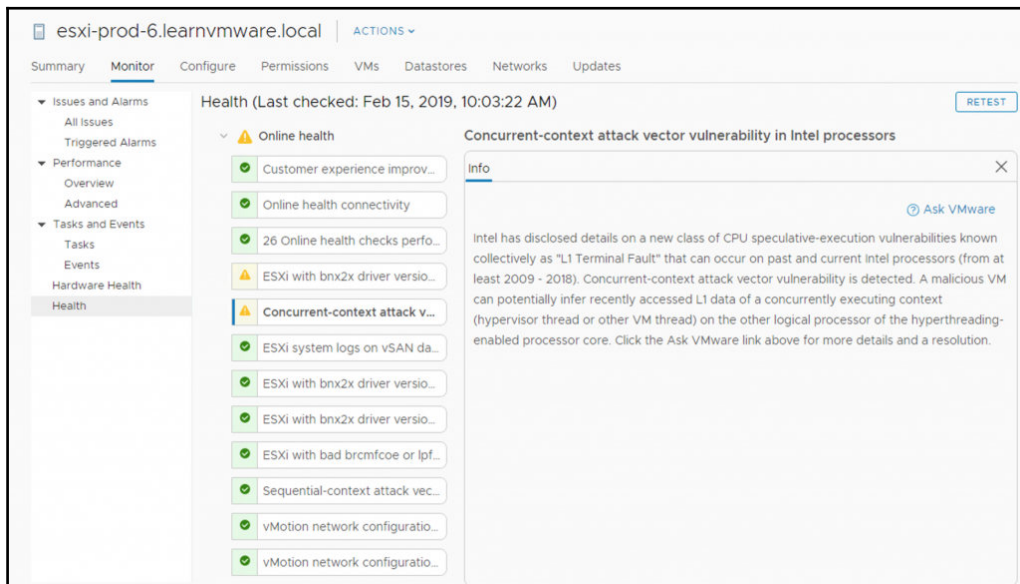 esxi-prod-6.learnvmware.local
ACTIONS
Summary Monitor Configure Permissions VMs Datastores Networks Updates
Issues and Alarms
All Issues
Triggered Alarms
Performance
Overview
Advanced
Tasks and Events
Tasks
Events
Hardware Health
Health
Health (Last checked: Feb 15, 2019, 10:03:22 AM)
RETEST
Online health
Customer experience improv...
Online health connectivity
26 Online health checks perfo...
ESXi with bnx2x driver versio...
Concurrent-context attack v...
ESXi system logs on vSAN da...
ESXi with bnx2x driver versio...
ESXi with bnx2x driver versio...
ESXi with bad brcmfcoe or lpf...
Sequential-context attack vec...
vMotion network configuratio...
vMotion network configuratio...
Concurrent-context attack vector vulnerability in Intel processors
Info
Ask VMware
Intel has disclosed details on a new class of CPU speculative-execution vulnerabilities known
collectively as "L1 Terminal Fault" that can occur on past and current Intel processors (from at
least 2009 - 2018). Concurrent-context attack vector vulnerability is detected. A malicious VM
can potentially infer recently accessed L1 data of a concurrently executing context
(hypervisor thread or other VM thread) on the other logical processor of the hyperthreading-
enabled processor core. Click the Ask VMware link above for more details and a resolution.